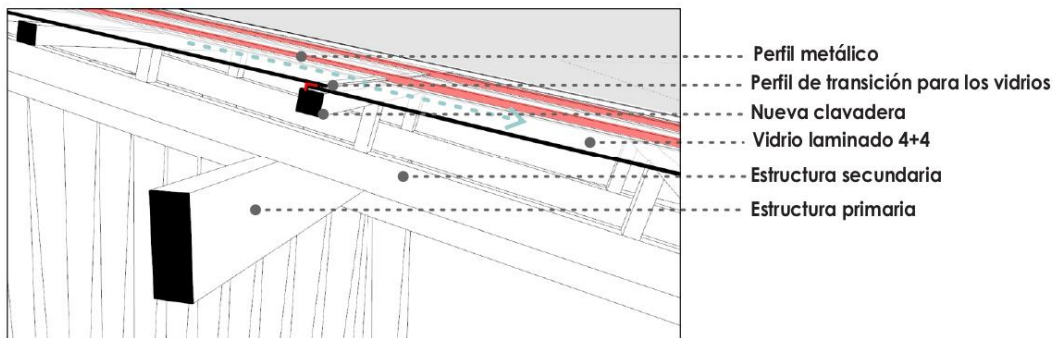 Perfil metálico
Perfil de transición para los vidrios
Nueva clavadera
Vidrio laminado 4+4
Estructura secundaria
Estructura primaria